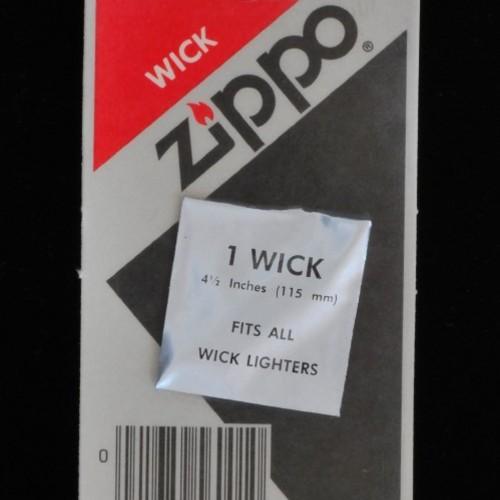 WICK
zippo®
1 WICK
4½ Inches (115 mm)
FITS ALL
WICK LIGHTERS
0